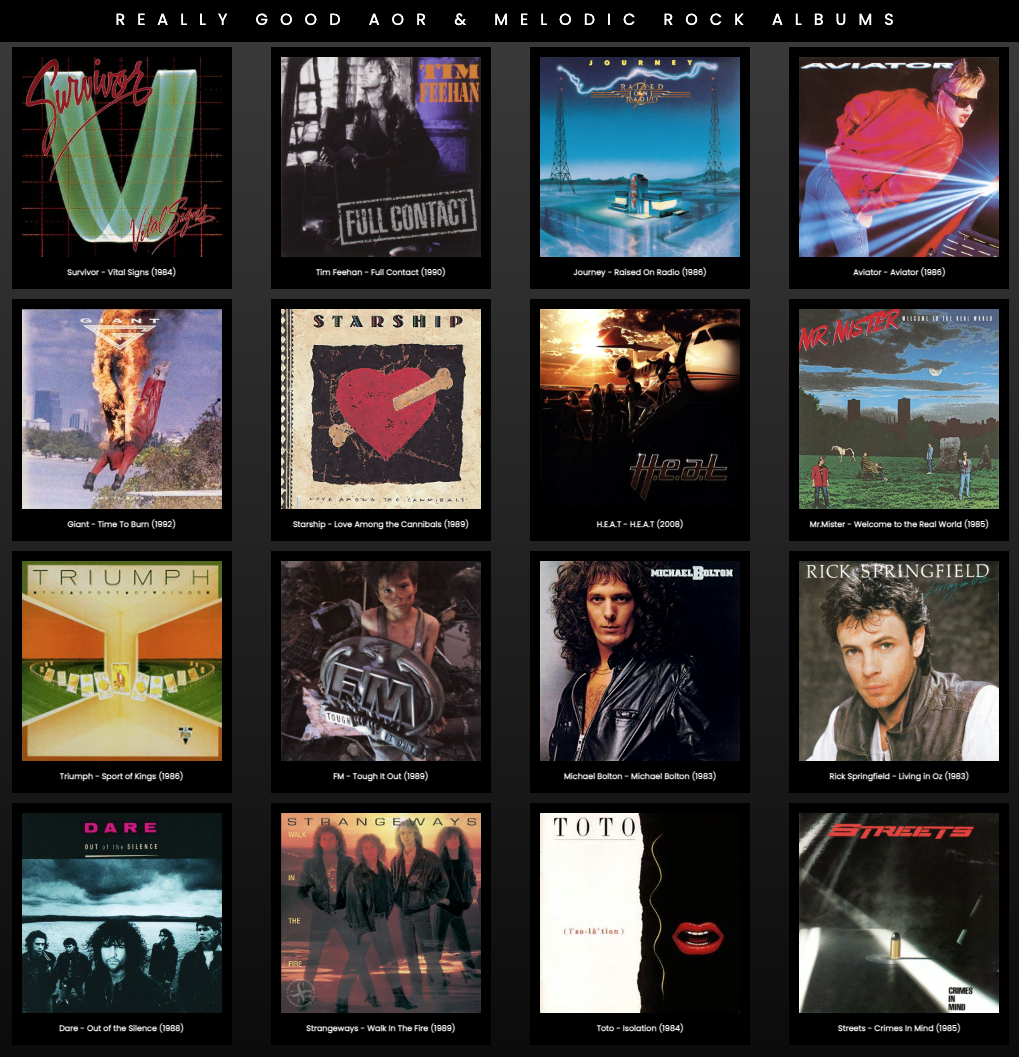 REALLY GOOD AOR & MELODIC ROCK ALBUMS
Survivor
Vital Signs
Survivor - Vital Signs (1984)
TIM
FEEHAN
FULL CONTACT
Tim Feehan - Full Contact (1990)
JOURNEY
RAISED
ON
RADIO
Journey - Raised On Radio (1986)
AVIATOR
Aviator - Aviator (1986)
GIANT
Giant - Time To Burn (1992)
STARSHIP
LOVE AMONG THE CANNIBALS
Starship - Love Among the Cannibals (1989)
H.e.a.t
H.E.A.T - H.E.A.T (2008)
MR. MISTER
WELCOME TO THE REAL WORLD
Mr.Mister - Welcome to the Real World (1985)
TRIUMPH
THE SPORT OF KINGS
Triumph - Sport of Kings (1986)
FM
TOUGH IT OUT
FM - Tough It Out (1989)
MICHAEL BOLTON
Michael Bolton - Michael Bolton (1983)
RICK SPRINGFIELD
Rick Springfield - Living in Oz (1983)
DARE
OUT of the SILENCE
Dare - Out of the Silence (1988)
STRANGEWAYS
WALK
IN
THE
FIRE
Strangeways - Walk In The Fire (1989)
TOTO
(ī'so-lā'tion)
Toto - Isolation (1984)
STREETS
CRIMES
IN
MIND
Streets - Crimes In Mind (1985)